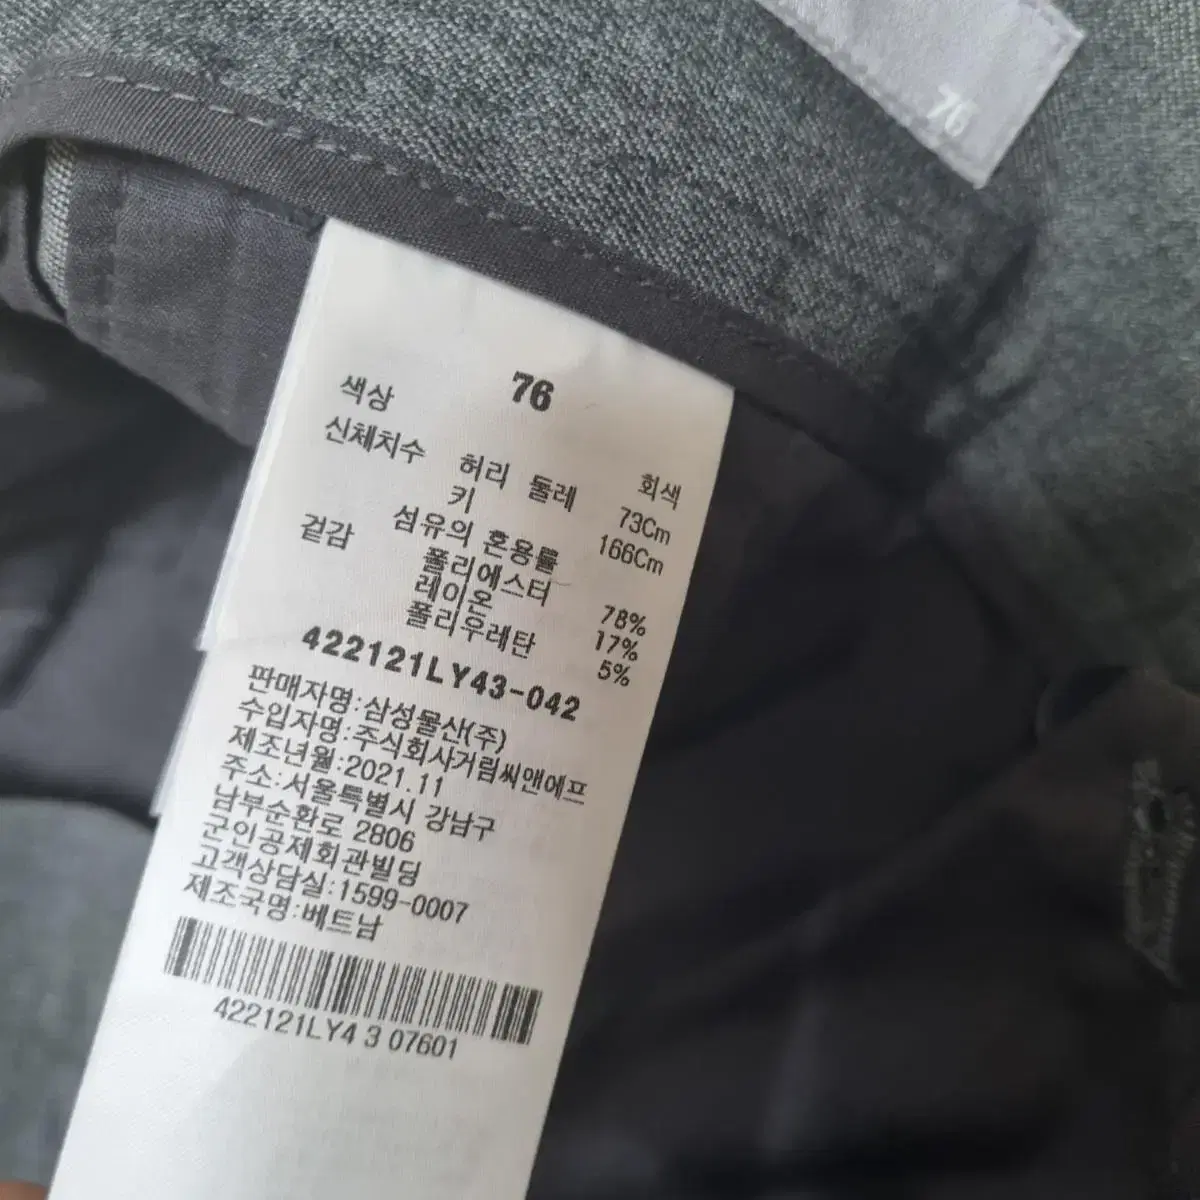 76
76
색상 회색
신체치수 허리 둘레 73Cm
키 166Cm
섬유의 혼용률
겉감 폴리에스터 78%
레이온 17%
폴리우레탄 5%
422121LY43-042
판매자명:삼성물산(주)
수입자명:주식회사거림씨앤에프
제조년월:2021.11
주소:서울특별시 강남구
남부순환로 2806
군인공제회관빌딩
고객상담실:1599-0007
제조국명:베트남
422121LY4 3 07601